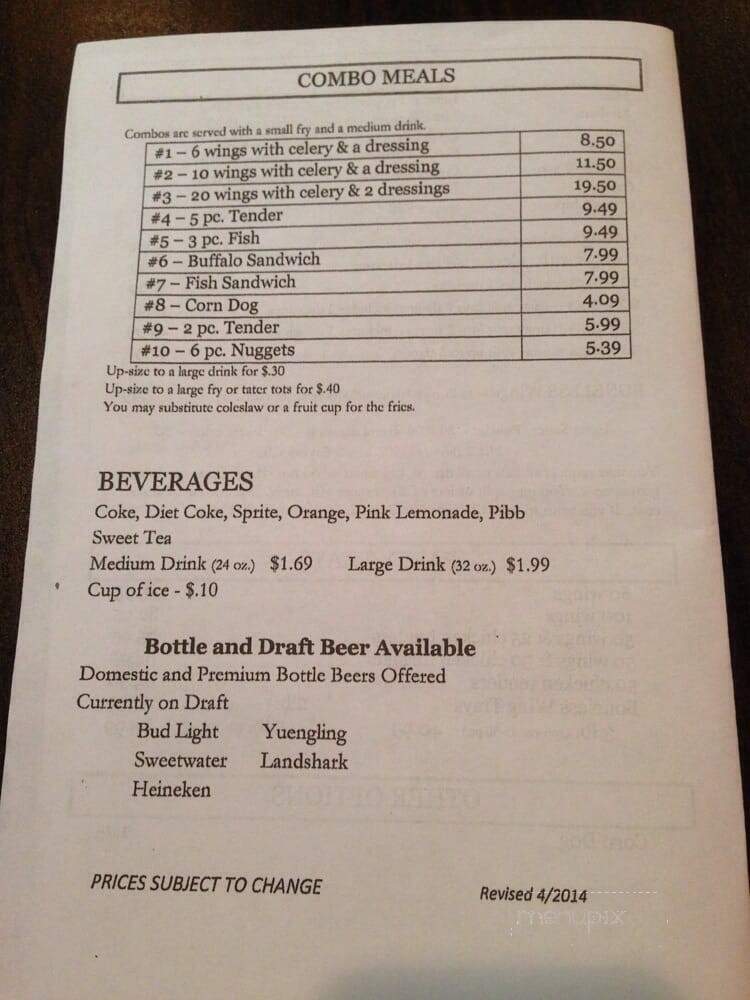 COMBO MEALS
Combos are served with a small fry and a medium drink.
#1 – 6 wings with celery & a dressing 8.50
#2 – 10 wings with celery & a dressing 11.50
#3 – 20 wings with celery & 2 dressings 19.50
#4 – 5 pc. Tender 9.49
#5 – 3 pc. Fish 9.49
#6 – Buffalo Sandwich 7.99
#7 – Fish Sandwich 7.99
#8 – Corn Dog 4.09
#9 – 2 pc. Tender 5.99
#10 – 6 pc. Nuggets 5.39
Up-size to a large drink for $.30
Up-size to a large fry or tater tots for $.40
You may substitute coleslaw or a fruit cup for the fries.
BEVERAGES
Coke, Diet Coke, Sprite, Orange, Pink Lemonade, Pibb
Sweet Tea
Medium Drink (24 oz.) $1.69 Large Drink (32 oz.) $1.99
Cup of ice - $.10
Bottle and Draft Beer Available
Domestic and Premium Bottle Beers Offered
Currently on Draft
Bud Light Yuengling
Sweetwater Landshark
Heineken
PRICES SUBJECT TO CHANGE Revised 4/2014
menupix